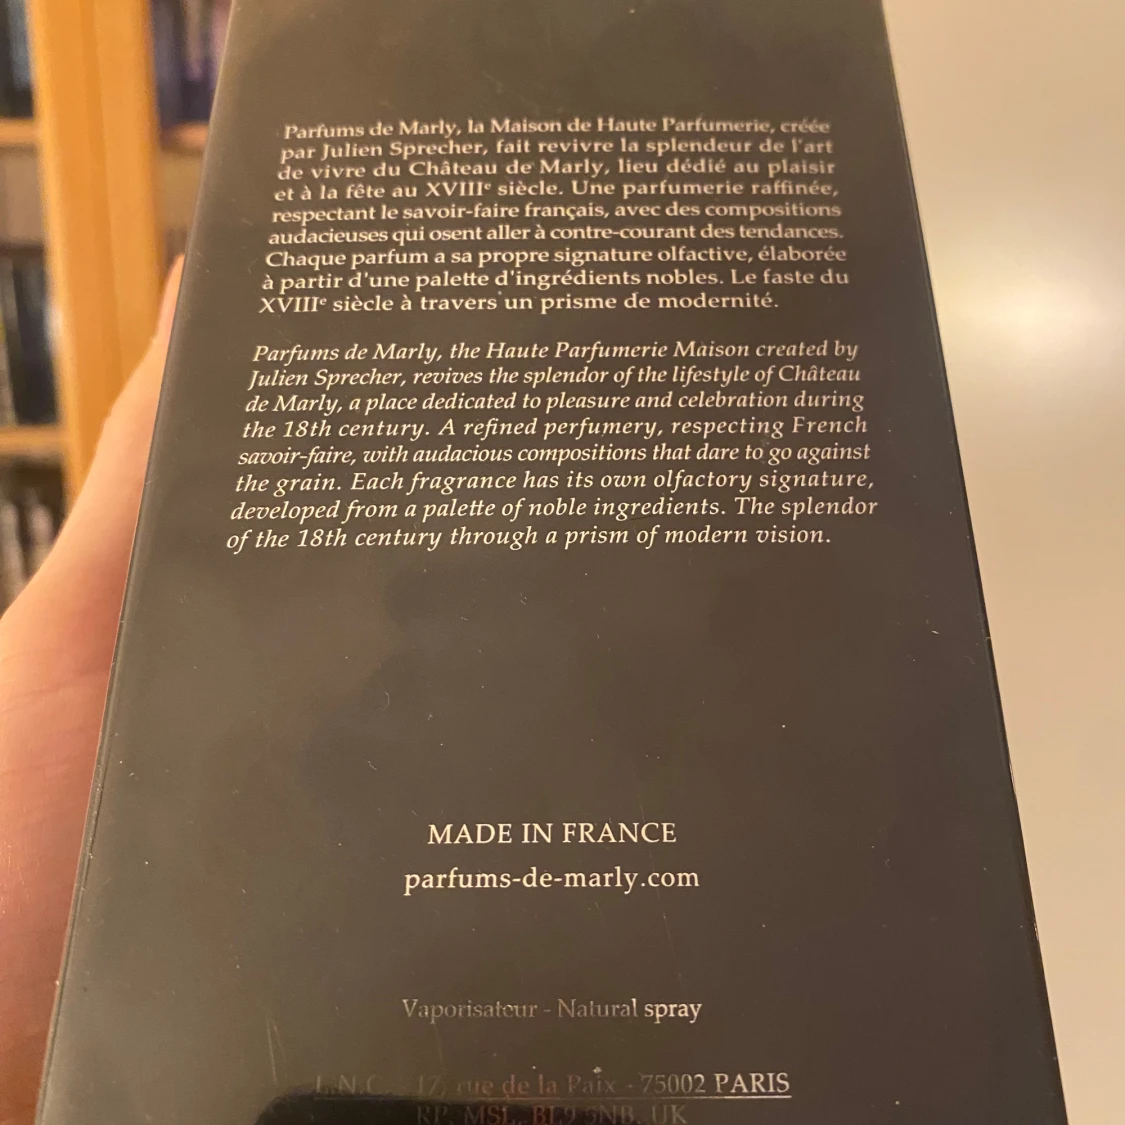 Parfums de Marly, la Maison de Haute Parfumerie, créée
par Julien Sprecher, fait revivre la splendeur de l'art
de vivre du Château de Marly, lieu dédié au plaisir
et à la fête au XVIIIe siècle. Une parfumerie raffinée,
respectant le savoir-faire français, avec des compositions
audacieuses qui osent aller à contre-courant des tendances.
Chaque parfum a sa propre signature olfactive, élaborée
à partir d'une palette d'ingrédients nobles. Le faste du
XVIIIe siècle à travers un prisme de modernité.
Parfums de Marly, the Haute Parfumerie Maison created by
Julien Sprecher, revives the splendor of the lifestyle of Château
de Marly, a place dedicated to pleasure and celebration during
the 18th century. A refined perfumery, respecting French
savoir-faire, with audacious compositions that dare to go against
the grain. Each fragrance has its own olfactory signature,
developed from a palette of noble ingredients. The splendor
of the 18th century through a prism of modern vision.
MADE IN FRANCE
parfums-de-marly.com
Vaporisateur - Natural spray
L.N.C. - 17, rue de la Paix - 75002 PARIS
RP. MSL, BL9 5NB. UK